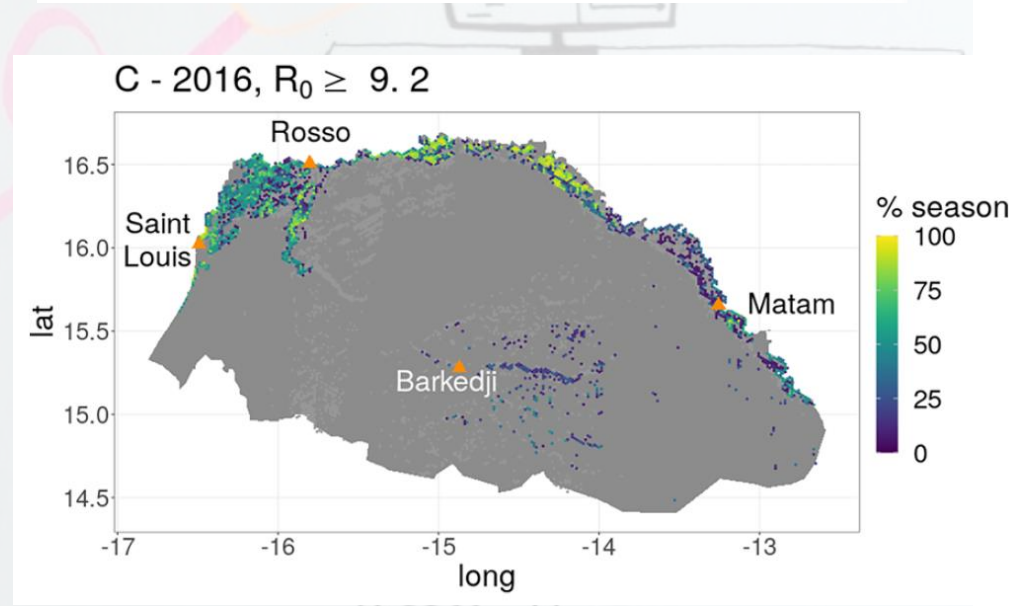 C - 2016, R₀ ≥ 9. 2
Rosso
Saint
Louis
Matam
Barkedji
lat
16.5
16.0
15.5
15.0
14.5
-17
-16
-15
-14
-13
long
% season
100
75
50
25
0